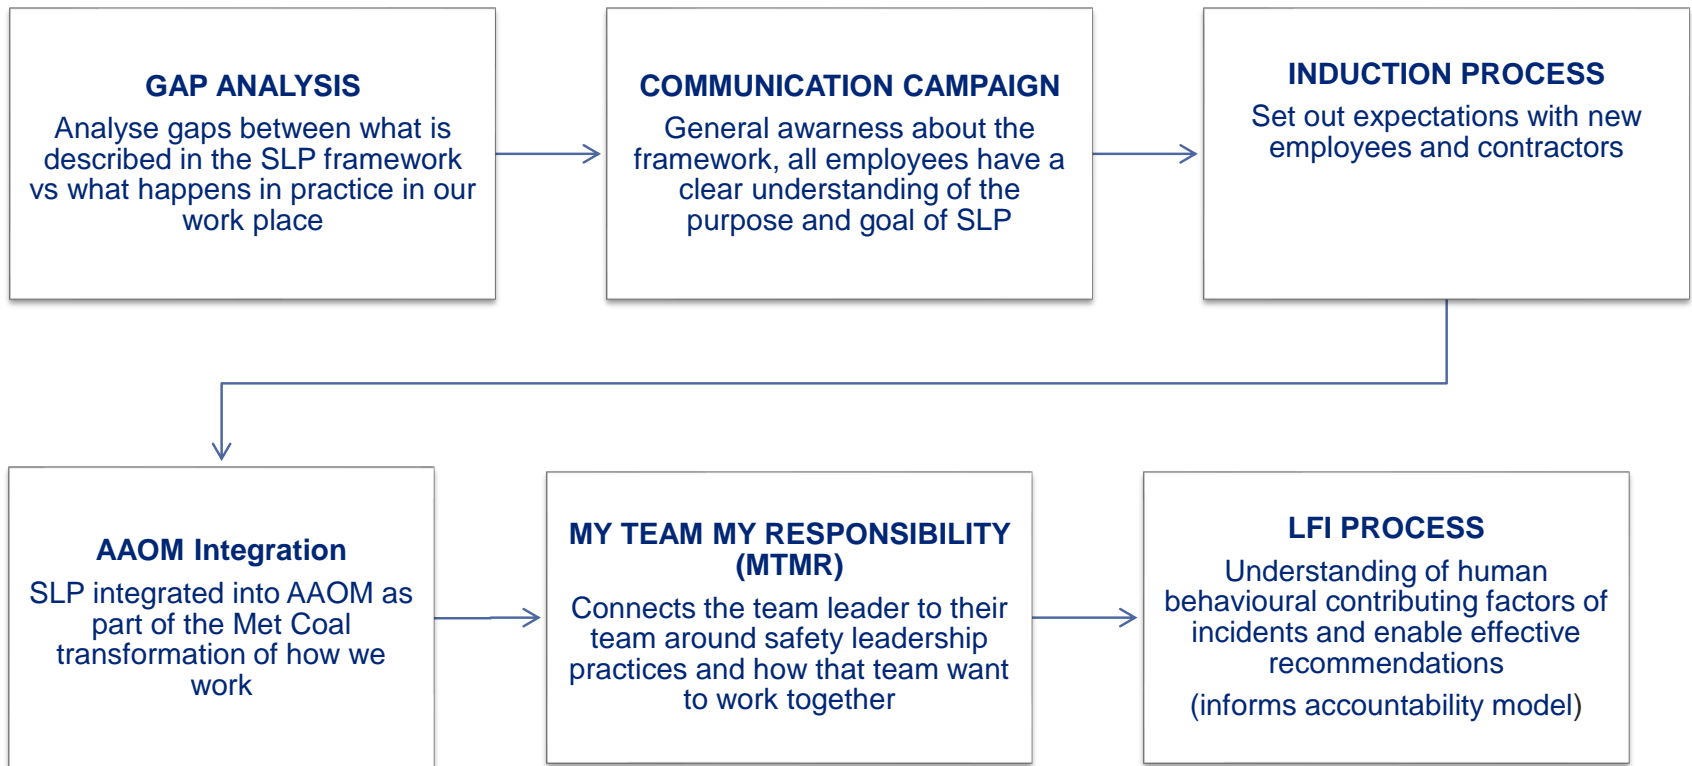 GAP ANALYSIS
Analyse gaps between what is
described in the SLP framework
vs what happens in practice in our
work place
COMMUNICATION CAMPAIGN
General awarness about the
framework, all employees have a
clear understanding of the
purpose and goal of SLP
INDUCTION PROCESS
Set out expectations with new
employees and contractors
AAOM Integration
SLP integrated into AAOM as
part of the Met Coal
transformation of how we
work
MY TEAM MY RESPONSIBILITY
(MTMR)
Connects the team leader to their
team around safety leadership
practices and how that team want
to work together
LFI PROCESS
Understanding of human
behavioural contributing factors of
incidents and enable effective
recommendations
(informs accountability model)